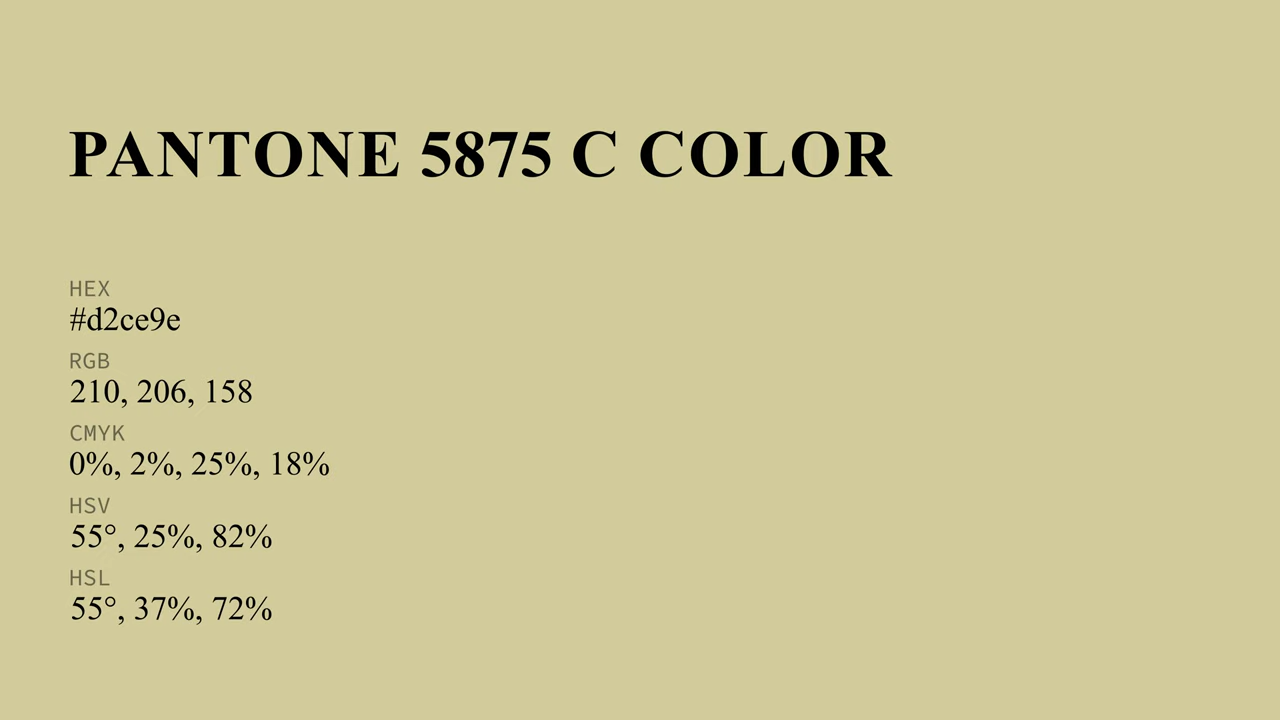 PANTONE 5875 C COLOR
HEX
#d2ce9e
RGB
210, 206, 158
CMYK
0%, 2%, 25%, 18%
HSV
55°, 25%, 82%
HSL
55°, 37%, 72%